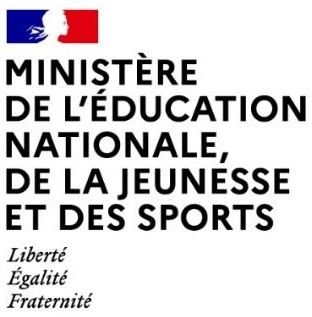 MINISTÈRE
DE L'ÉDUCATION
NATIONALE,
DE LA JEUNESSE
ET DES SPORTS
Liberté
Égalité
Fraternité